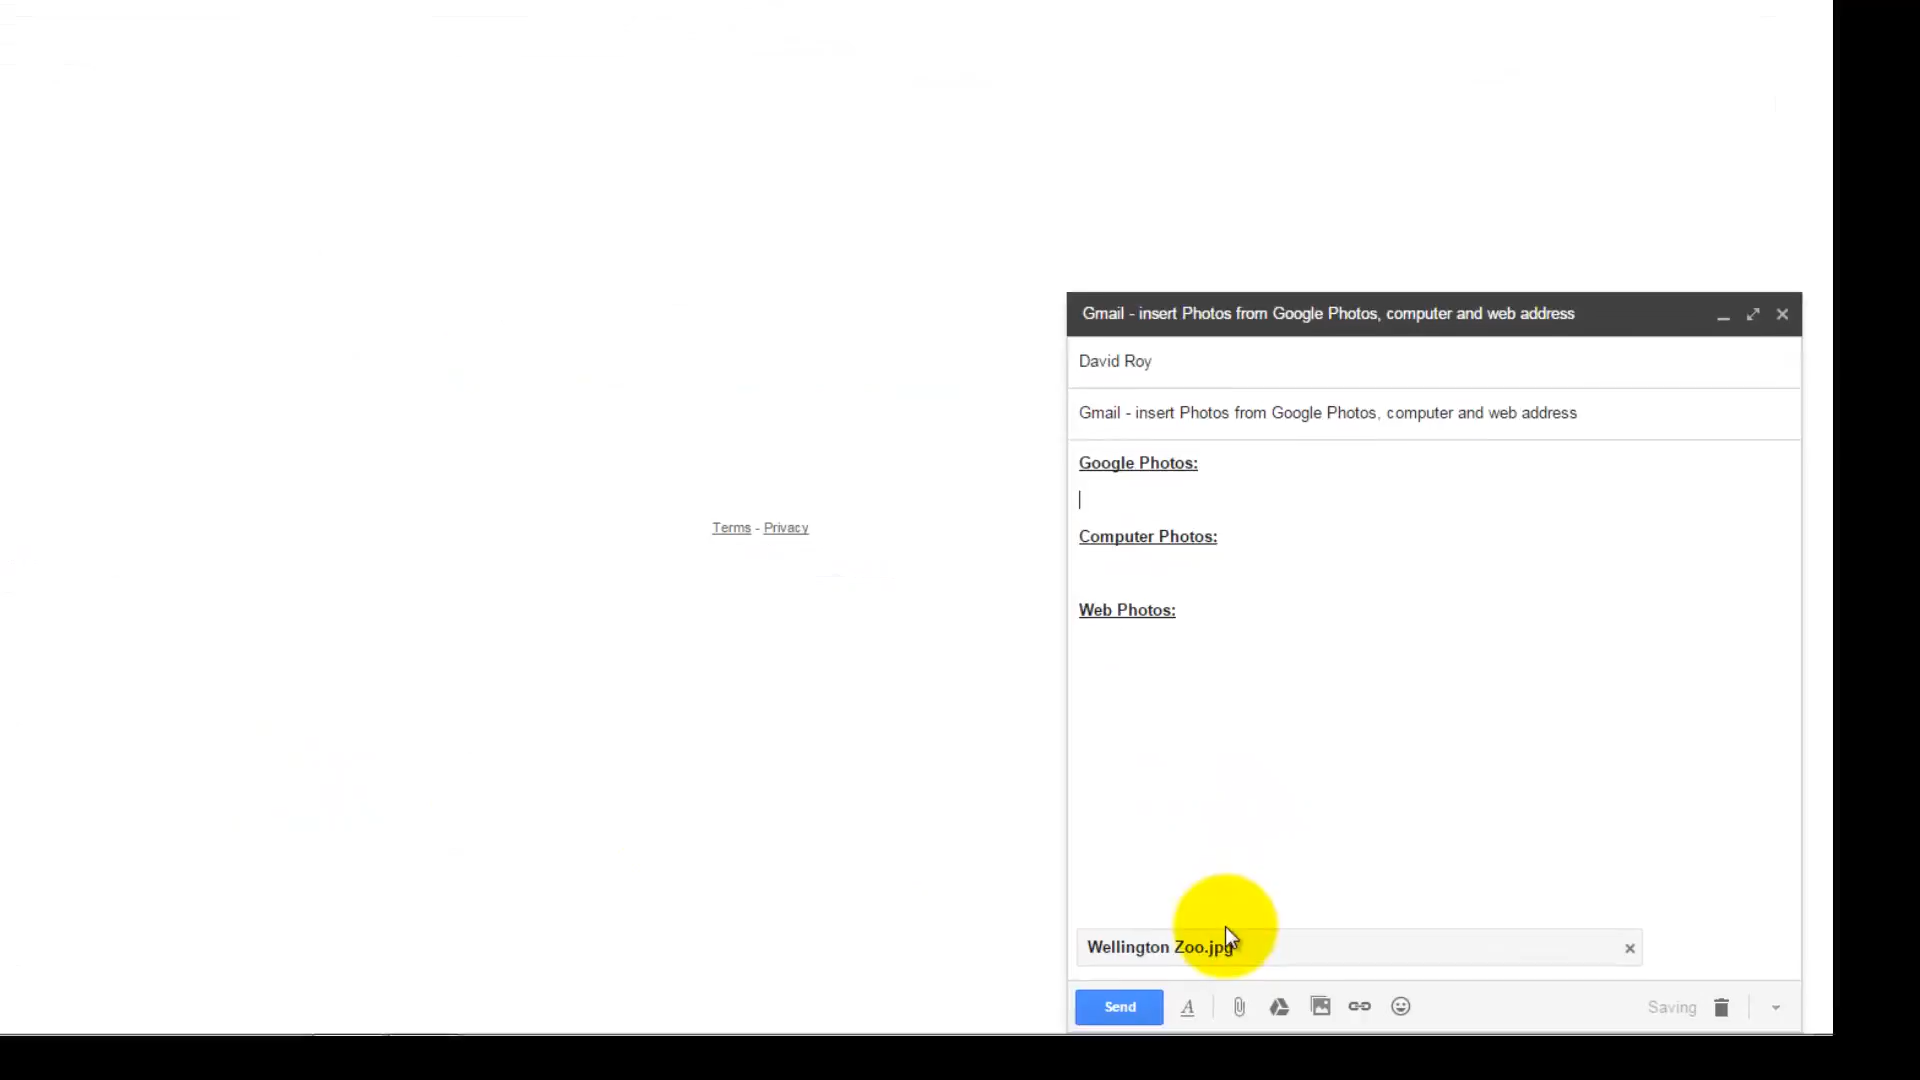 Gmail - insert Photos from Google Photos, computer and web address
David Roy
Gmail - insert Photos from Google Photos, computer and web address
Google Photos:
Terms - Privacy
Computer Photos:
Web Photos:
Wellington Zoo.jpg
Send
Saving